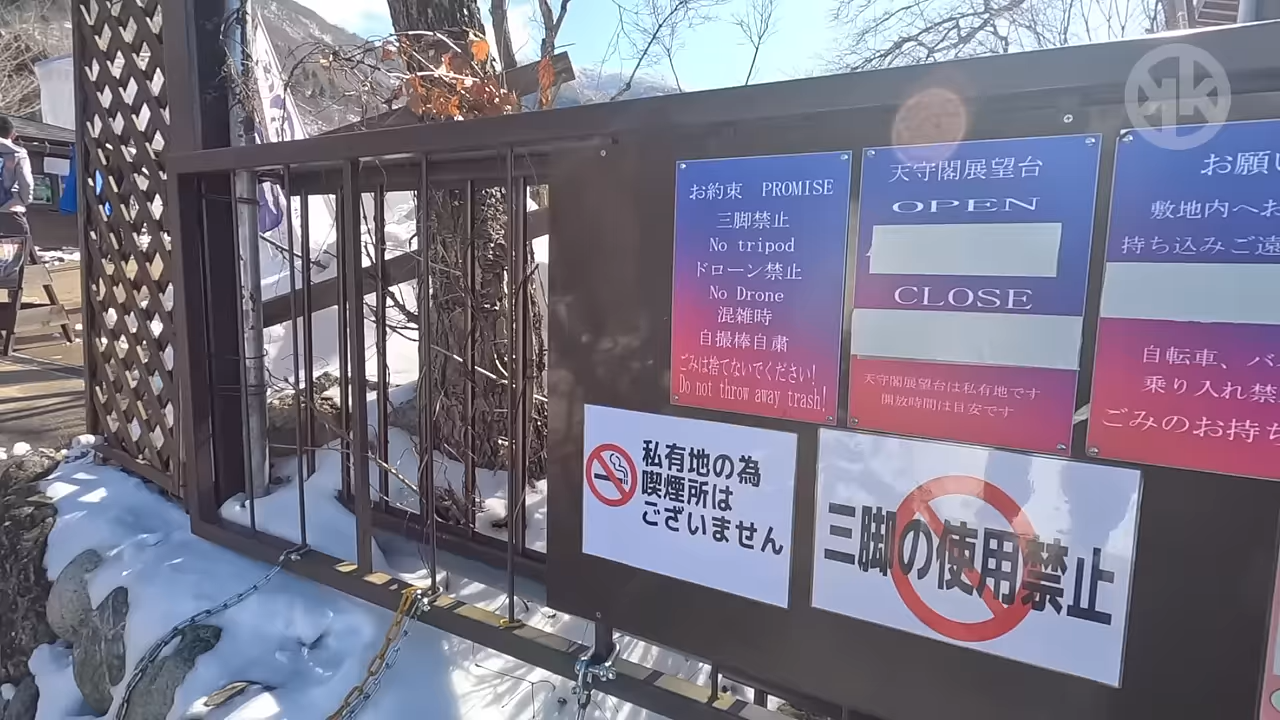 お約束 PROMISE
三脚禁止
No tripod
ドローン禁止
No Drone
混雑時
自撮棒自粛
ごみは捨てないでください!
Do not throw away trash!
天守閣展望台
OPEN
CLOSE
天守閣展望台は私有地です
開放時間は目安です
お願い
敷地内へお
持ち込みご遠
自転車、バ
乗り入れ禁
ごみのお持ち
私有地の為
喫煙所は
ございません
三脚の使用禁止